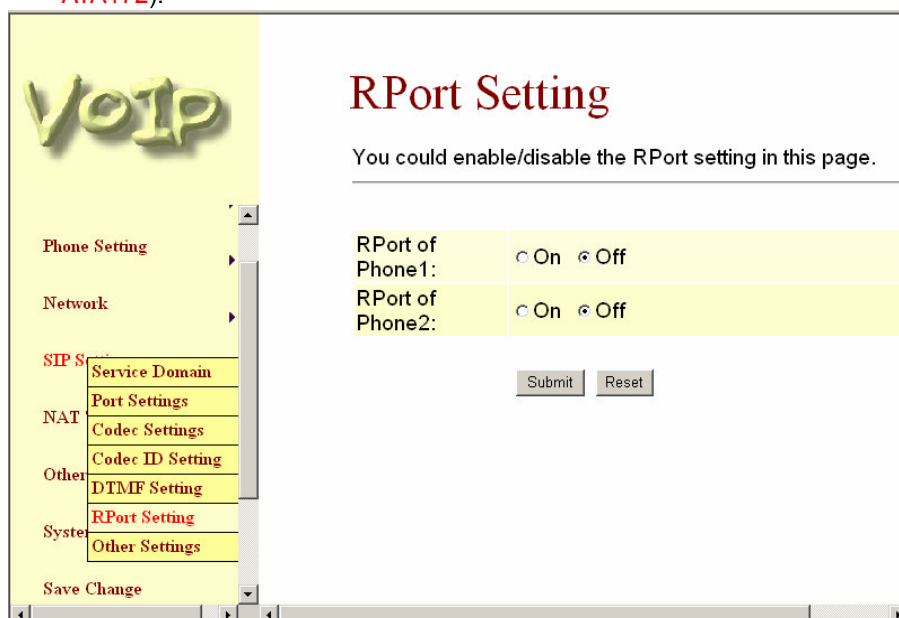 ATA172).
VoIP
RPort Setting
You could enable/disable the RPort setting in this page.
Phone Setting
Network
SIP S
Service Domain
Port Settings
NAT
Codec Settings
Codec ID Setting
Other
DTMF Setting
RPort Setting
System
Other Settings
Save Change
RPort of
Phone1:
On Off
RPort of
Phone2:
On Off
Submit Reset